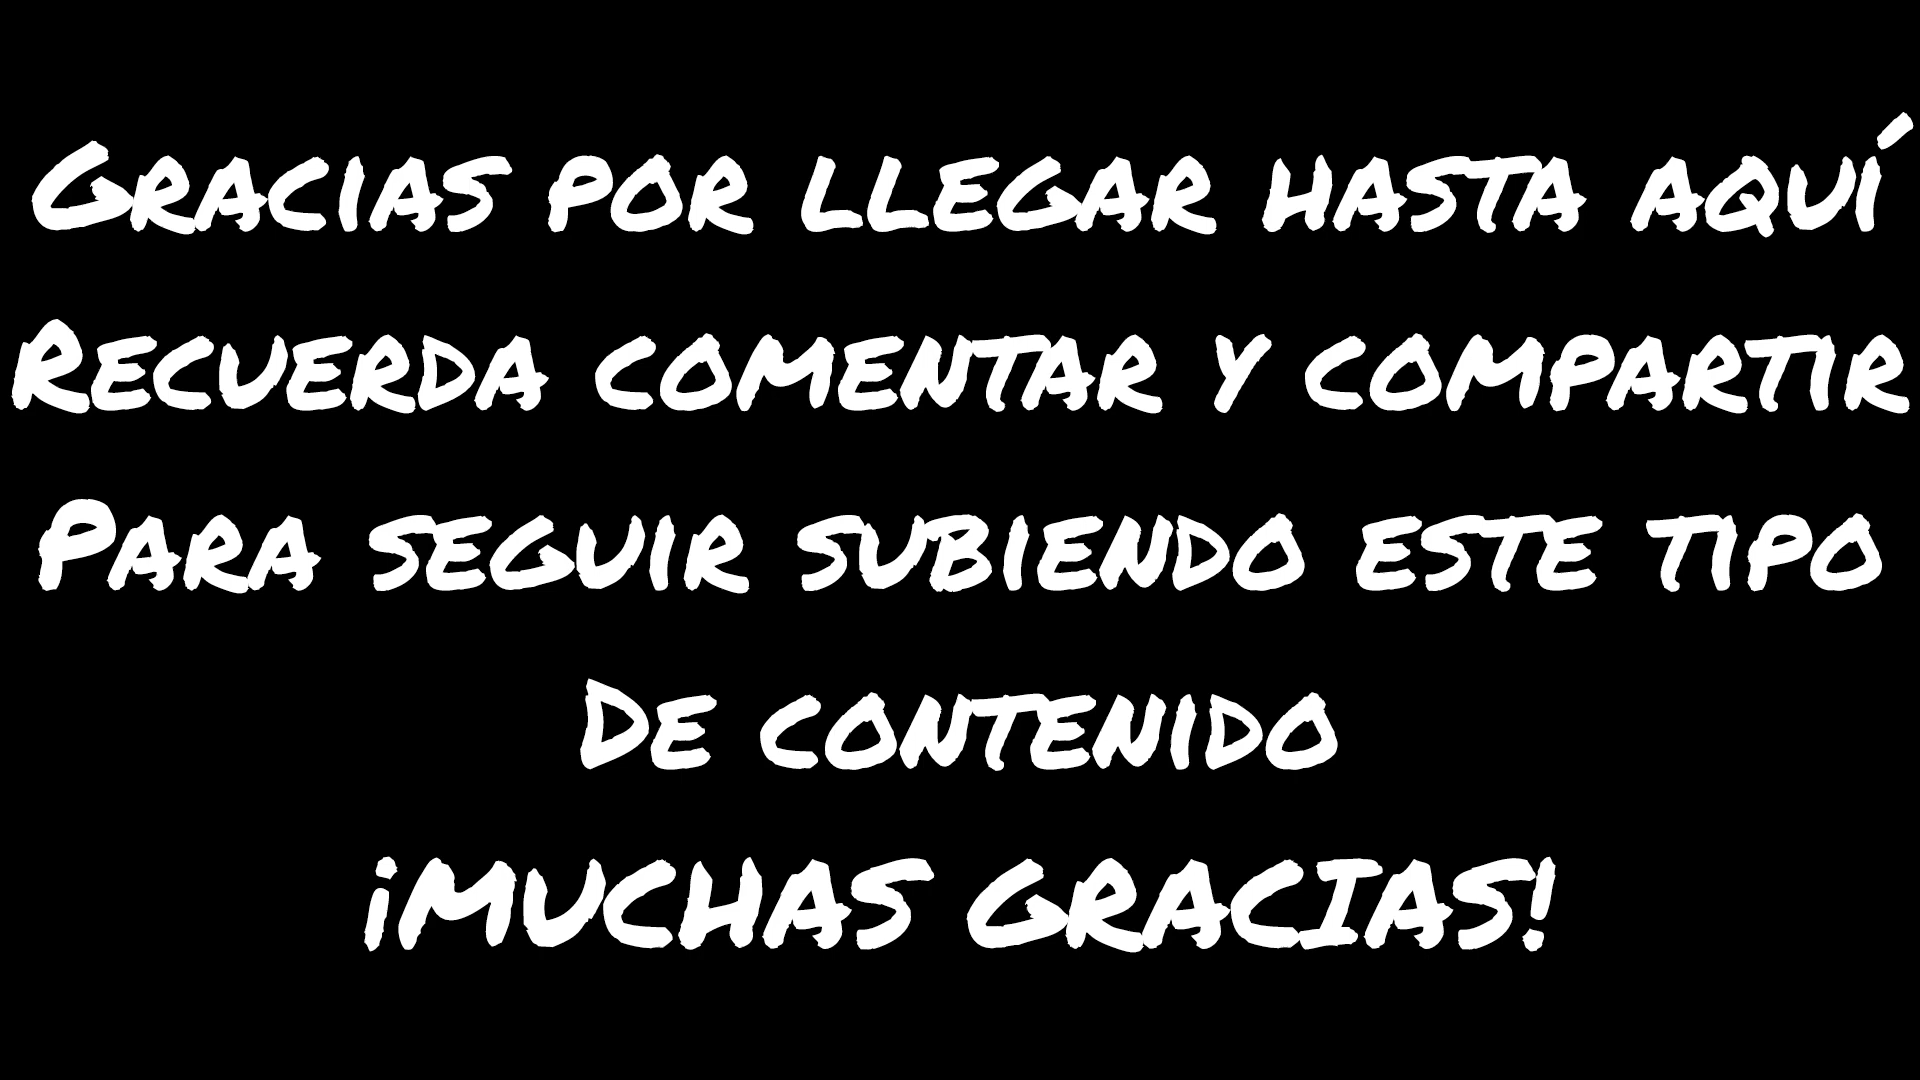 Gracias por llegar hasta aquí
Recuerda comentar y compartir
Para seguir subiendo este tipo
De contenido
¡MUCHAS GRACIAS!